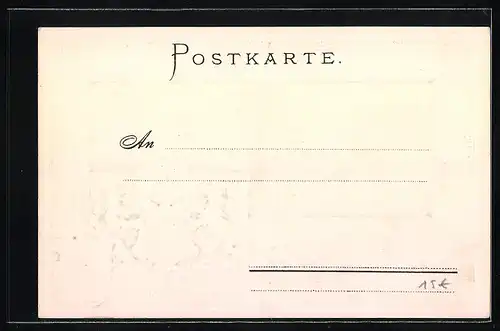 POSTKARTE.
An
15€